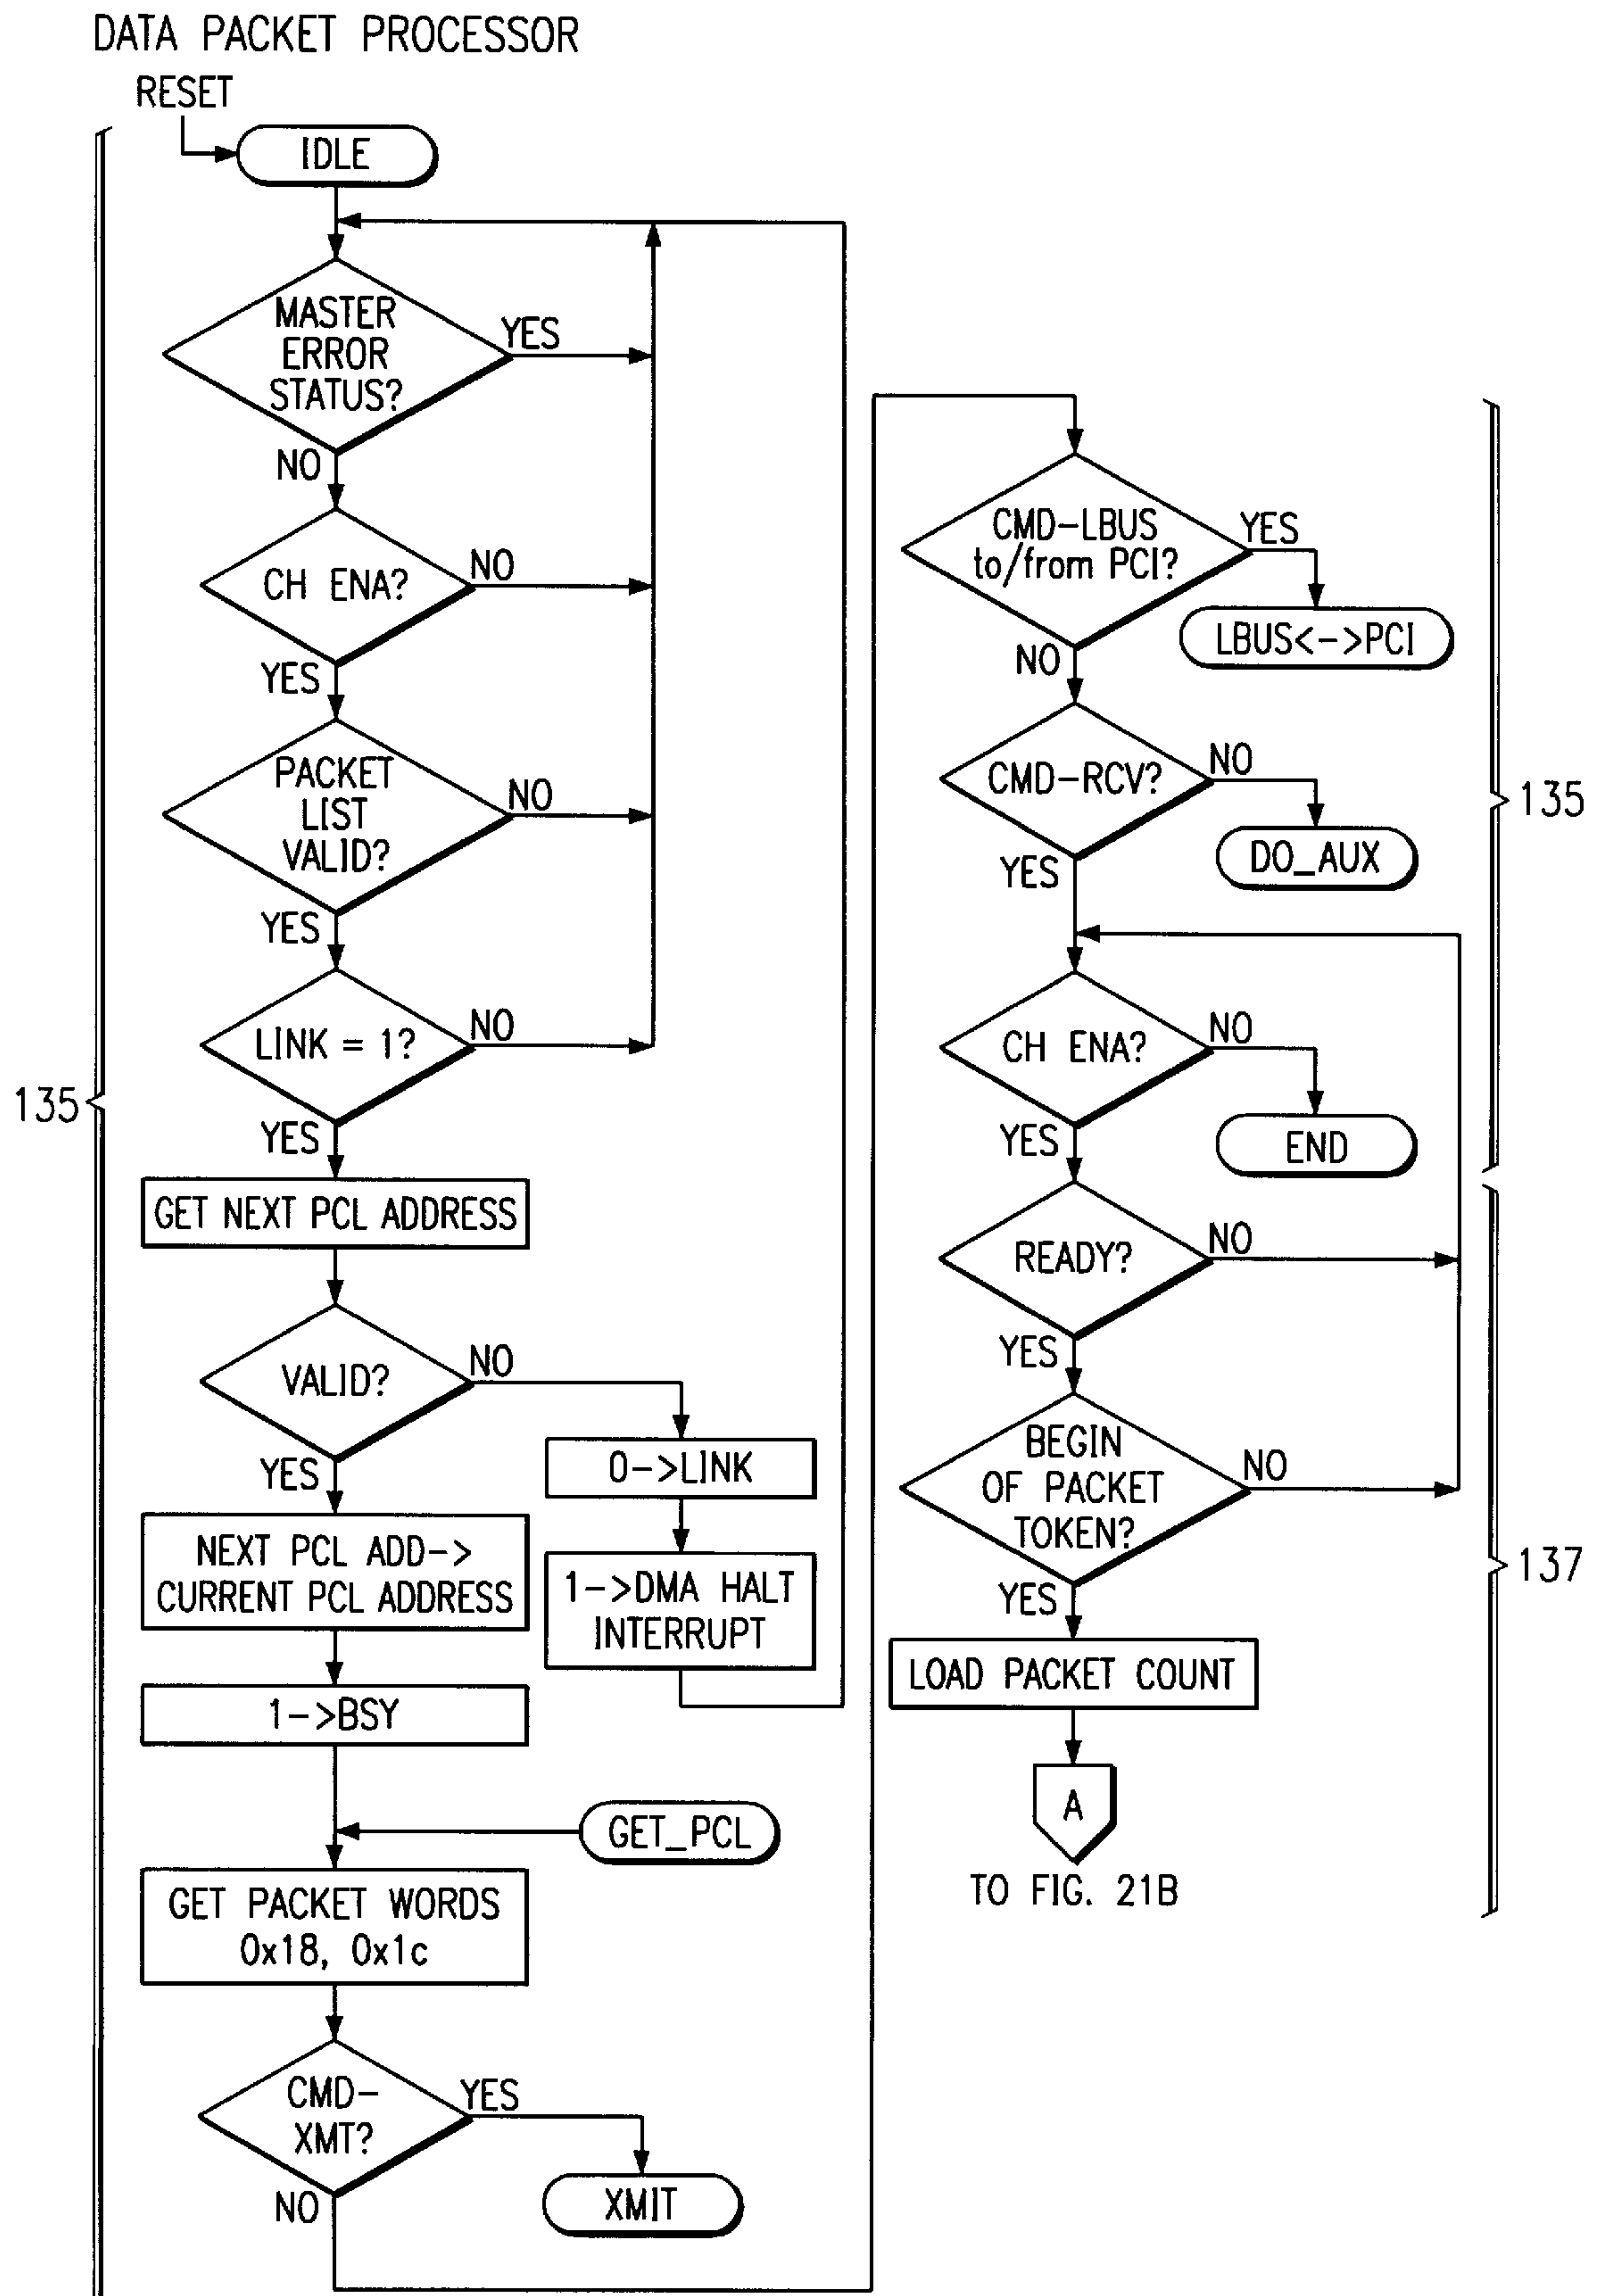 DATA PACKET PROCESSOR
RESET
IDLE
MASTER
ERROR
STATUS?
YES
NO
CH ENA?
NO
YES
PACKET
LIST
VALID?
NO
YES
LINK = 1?
NO
135
YES
GET NEXT PCL ADDRESS
VALID?
NO
YES
0->LINK
1->DMA HALT
INTERRUPT
NEXT PCL ADD->
CURRENT PCL ADDRESS
1->BSY
GET_PCL
GET PACKET WORDS
0x18, 0x1c
CMD-
XMT?
YES
NO
XMIT
CMD-LBUS
to/from PCI?
YES
LBUS<->PCI
NO
CMD-RCV?
NO
135
DO_AUX
YES
CH ENA?
NO
END
YES
READY?
NO
YES
BEGIN
OF PACKET
TOKEN?
NO
137
YES
LOAD PACKET COUNT
A
TO FIG. 21B